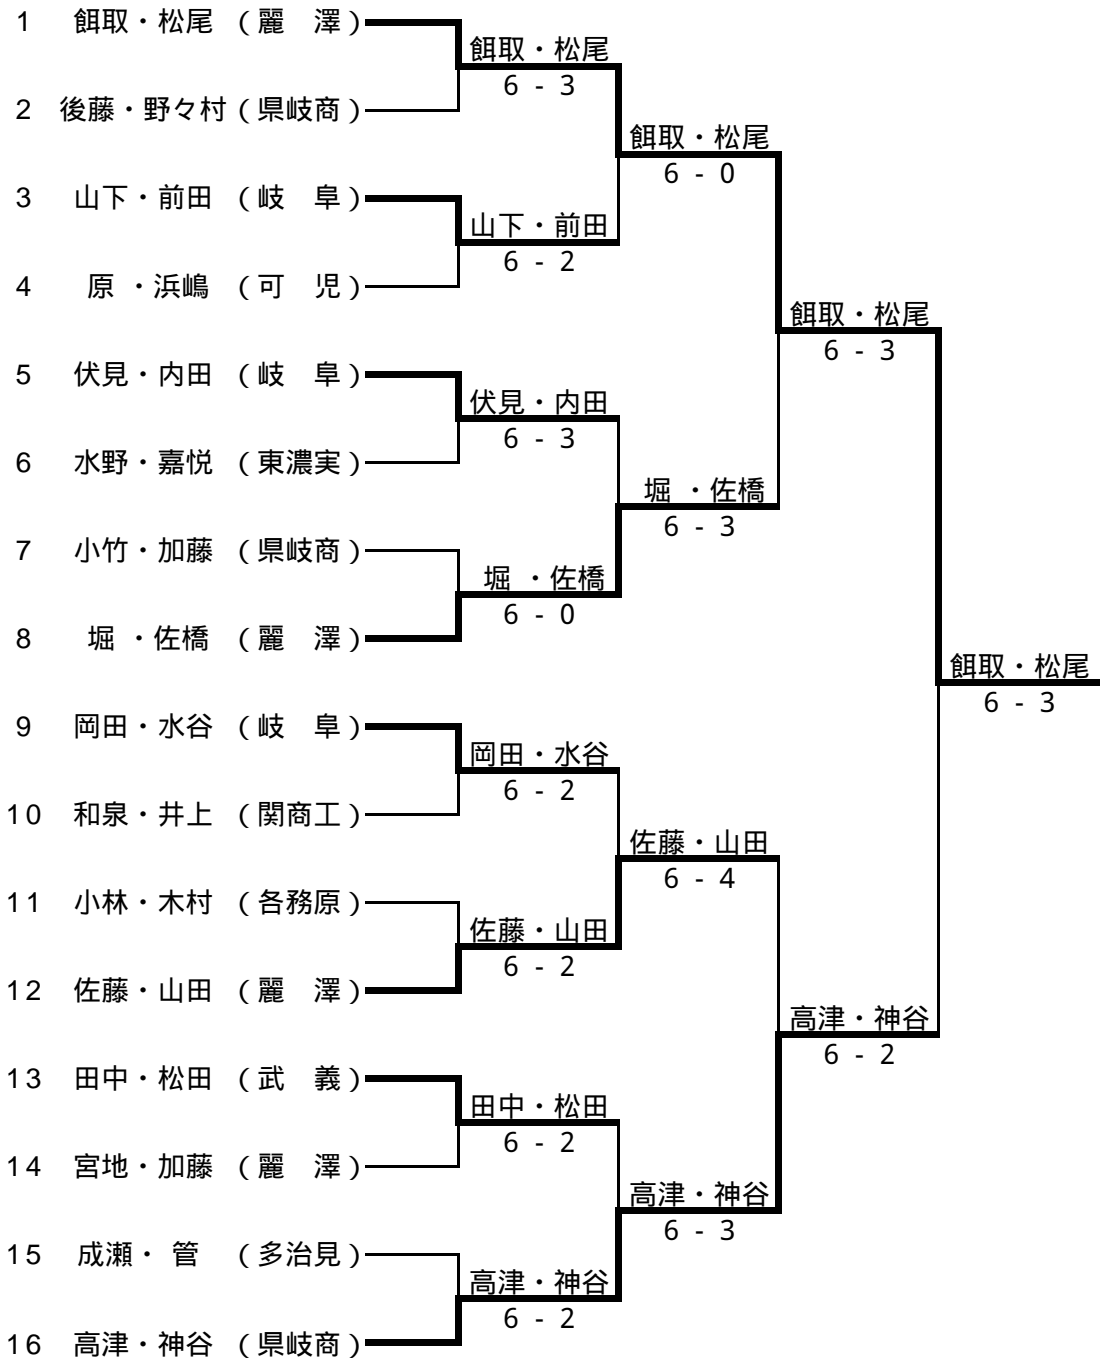 1 餌取・松尾 (麗 澤)
餌取・松尾
6 - 3
2 後藤・野々村 (県岐商)
餌取・松尾
6 - 0
3 山下・前田 (岐 阜)
山下・前田
6 - 2
4 原 ・浜嶋 (可 児)
餌取・松尾
6 - 3
5 伏見・内田 (岐 阜)
伏見・内田
6 - 3
6 水野・嘉悦 (東濃実)
堀 ・佐橋
6 - 3
7 小竹・加藤 (県岐商)
堀 ・佐橋
6 - 0
8 堀 ・佐橋 (麗 澤)
餌取・松尾
6 - 3
9 岡田・水谷 (岐 阜)
岡田・水谷
6 - 2
10 和泉・井上 (関商工)
佐藤・山田
6 - 4
11 小林・木村 (各務原)
佐藤・山田
6 - 2
12 佐藤・山田 (麗 澤)
高津・神谷
6 - 2
13 田中・松田 (武 義)
田中・松田
6 - 2
14 宮地・加藤 (麗 澤)
高津・神谷
6 - 3
15 成瀬・ 管 (多治見)
高津・神谷
6 - 2
16 高津・神谷 (県岐商)